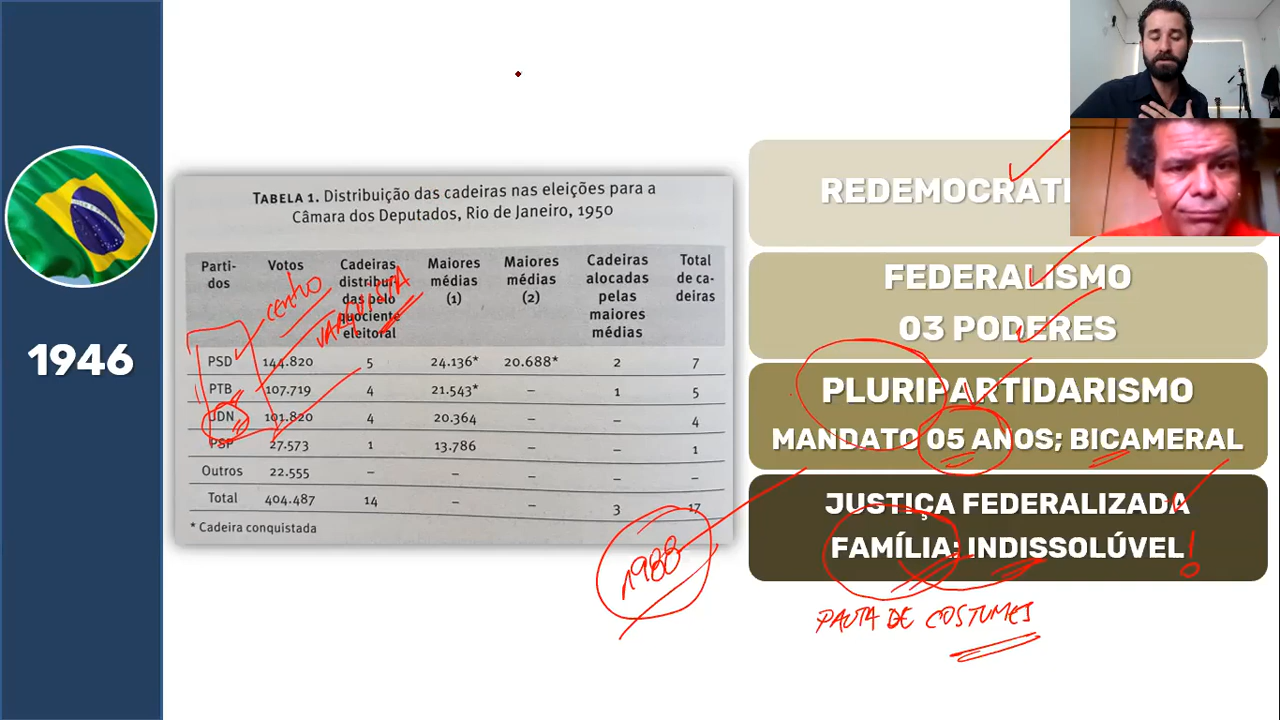 1946
TABELA 1. Distribuição das cadeiras nas eleições para a
Câmara dos Deputados, Rio de Janeiro, 1950
Parti-
dos
Votos
Cadeiras
distribuí
das pelo
quociente
eleitoral
Maiores
médias
(1)
Maiores
médias
(2)
Cadeiras
alocadas
pelas
maiores
médias
Total
de ca-
deiras
PSD 144.820 5 24.136* 20.688* 2 7
PTB 107.719 4 21.543* – 1 5
UDN 101.820 4 20.364 – – 4
PSP 27.573 1 13.786 – – 1
Outros 22.555 – – – – –
Total 404.487 14 – – 3 17
* Cadeira conquistada
centro
VARGUISTA
1988
REDEMOCRATI
FEDERALISMO
03 PODERES
PLURIPARTIDARISMO
MANDATO 05 ANOS; BICAMERAL
JUSTIÇA FEDERALIZADA
FAMÍLIA: INDISSOLÚVEL
!
PAUTA DE COSTUMES